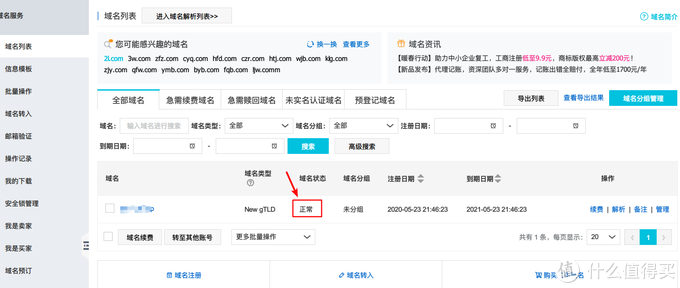 域名服务
域名列表
信息模板
批量操作
域名转入
邮箱验证
操作记录
我的下载
安全锁管理
我是卖家
我是买家
域名预订
域名列表 进入域名解析列表>> 域名简介
您可能感兴趣的域名 换一换 查看更多
2l.com 3w.com zfz.com cyq.com hfd.com czr.com htj.com wjb.com klg.com
zjy.com qfw.com ymb.com byb.com fqb.com ljw.comm
域名资讯
【暖春行动】助力中小企业复工，工商注册低至9.9元，商标版权最高立减200元！
【新品发布】代理记账，资深团队多对一服务，记账出错全赔付，全年低至1700元/年
全部域名 急需续费域名 急需赎回域名 未实名认证域名 预登记域名 导出列表 查看导出结果 域名分组管理
域名： 输入域名进行搜索 域名类型： 全部 域名分组： 全部 注册日期： -
到期日期： - 搜索 高级搜索
域名 域名类型 域名状态 域名分组 注册日期 到期日期 操作
New gTLD 正常 未分组 2020-05-23 21:46:23 2021-05-23 21:46:23 续费 | 解析 | 备注 | 管理
域名续费 转至其他账号 更多批量操作 共有 1 条，每页显示： 20 1
域名注册 域名转入 购买
值 什么值得买